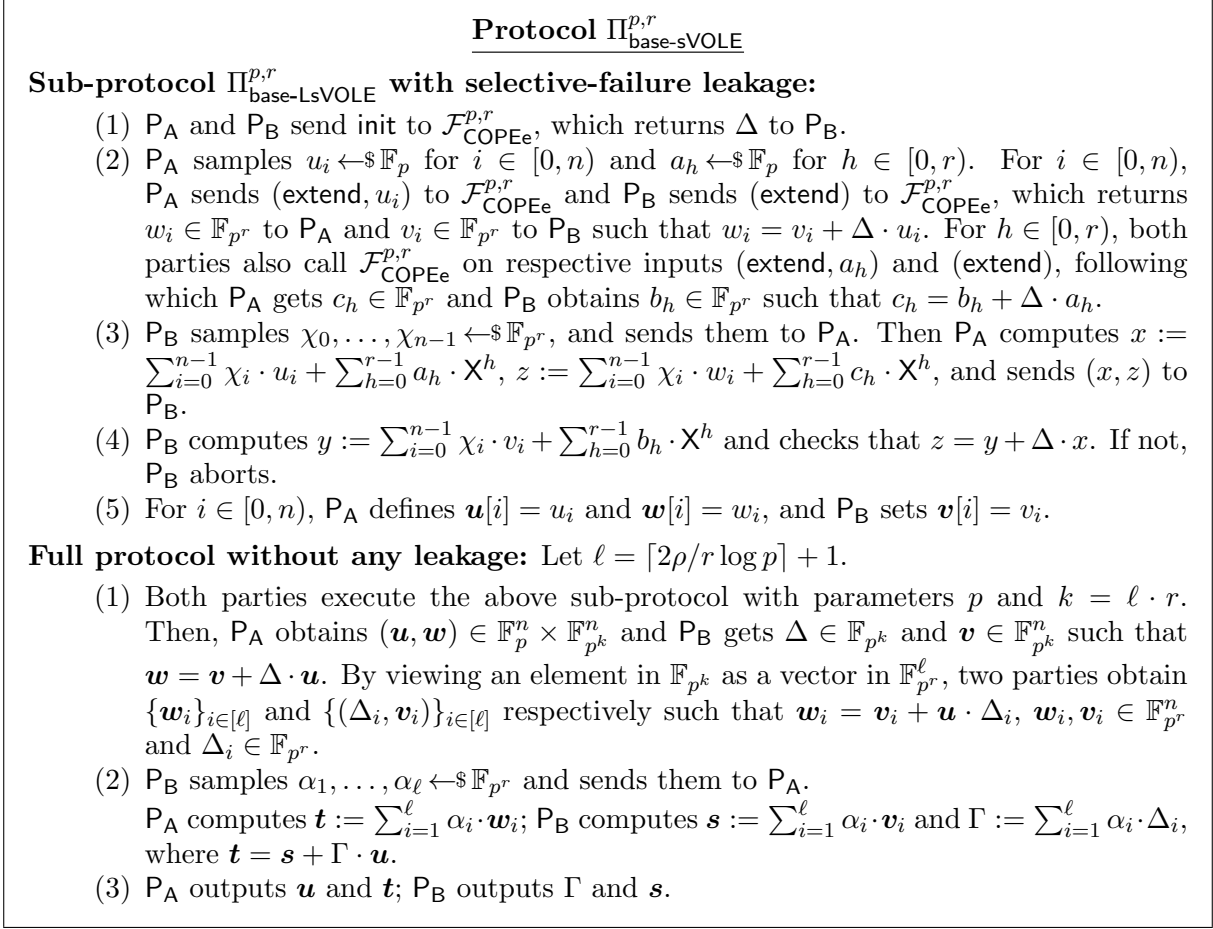 Protocol Π^{p,r}_{base-sVOLE}
Sub-protocol Π^{p,r}_{base-LsVOLE} with selective-failure leakage:
(1) P_A and P_B send init to F^{p,r}_{COPEe}, which returns Δ to P_B.
(2) P_A samples u_i ←$ 𝔽_p for i ∈ [0, n) and a_h ←$ 𝔽_p for h ∈ [0, r). For i ∈ [0, n),
P_A sends (extend, u_i) to F^{p,r}_{COPEe} and P_B sends (extend) to F^{p,r}_{COPEe}, which returns
w_i ∈ 𝔽_{p^r} to P_A and v_i ∈ 𝔽_{p^r} to P_B such that w_i = v_i + Δ · u_i. For h ∈ [0, r), both
parties also call F^{p,r}_{COPEe} on respective inputs (extend, a_h) and (extend), following
which P_A gets c_h ∈ 𝔽_{p^r} and P_B obtains b_h ∈ 𝔽_{p^r} such that c_h = b_h + Δ · a_h.
(3) P_B samples χ_0, . . . , χ_{n−1} ←$ 𝔽_{p^r}, and sends them to P_A. Then P_A computes x :=
∑_{i=0}^{n−1} χ_i · u_i + ∑_{h=0}^{r−1} a_h · X^h, z := ∑_{i=0}^{n−1} χ_i · w_i + ∑_{h=0}^{r−1} c_h · X^h, and sends (x, z) to
P_B.
(4) P_B computes y := ∑_{i=0}^{n−1} χ_i · v_i + ∑_{h=0}^{r−1} b_h · X^h and checks that z = y + Δ · x. If not,
P_B aborts.
(5) For i ∈ [0, n), P_A defines u[i] = u_i and w[i] = w_i, and P_B sets v[i] = v_i.
Full protocol without any leakage: Let ℓ = ⌈2ρ/r log p⌉ + 1.
(1) Both parties execute the above sub-protocol with parameters p and k = ℓ · r.
Then, P_A obtains (u, w) ∈ 𝔽_p^n × 𝔽_{p^k}^n and P_B gets Δ ∈ 𝔽_{p^k} and v ∈ 𝔽_{p^k}^n such that
w = v + Δ · u. By viewing an element in 𝔽_{p^k} as a vector in 𝔽_{p^r}^ℓ, two parties obtain
{w_i}_{i∈[ℓ]} and {(Δ_i, v_i)}_{i∈[ℓ]} respectively such that w_i = v_i + u · Δ_i, w_i, v_i ∈ 𝔽_{p^r}^n
and Δ_i ∈ 𝔽_{p^r}.
(2) P_B samples α_1, . . . , α_ℓ ←$ 𝔽_{p^r} and sends them to P_A.
P_A computes t := ∑_{i=1}^{ℓ} α_i · w_i; P_B computes s := ∑_{i=1}^{ℓ} α_i · v_i and Γ := ∑_{i=1}^{ℓ} α_i · Δ_i,
where t = s + Γ · u.
(3) P_A outputs u and t; P_B outputs Γ and s.